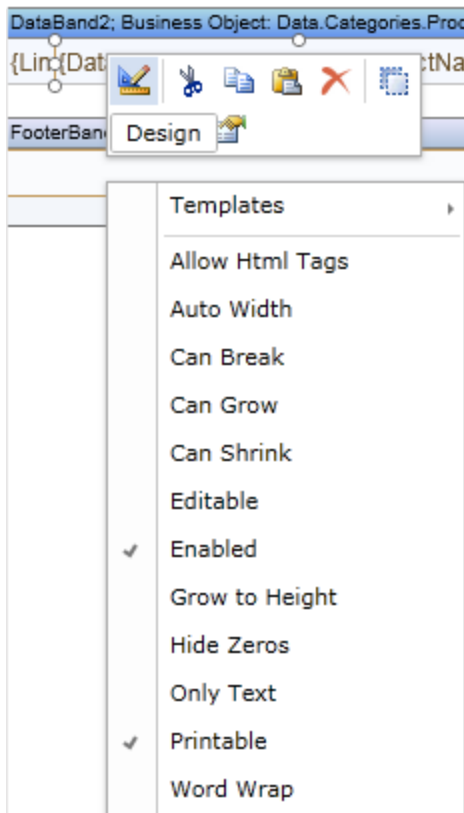 DataBand2; Business Object: Data.Categories.Prod
{Lin {Dat ctNa
FooterBan
Design
Templates
Allow Html Tags
Auto Width
Can Break
Can Grow
Can Shrink
Editable
Enabled
Grow to Height
Hide Zeros
Only Text
Printable
Word Wrap